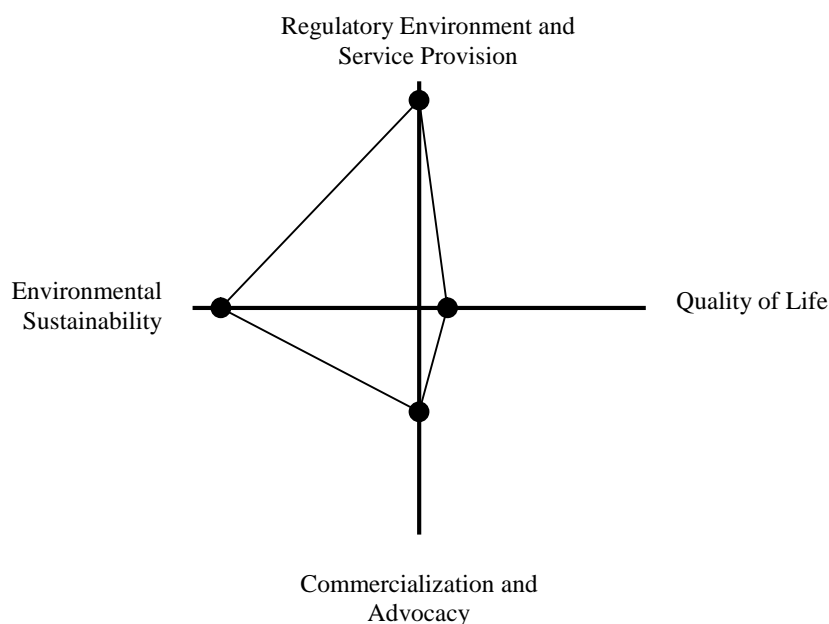 Regulatory Environment and
Service Provision
Environmental
Sustainability
Quality of Life
Commercialization and
Advocacy